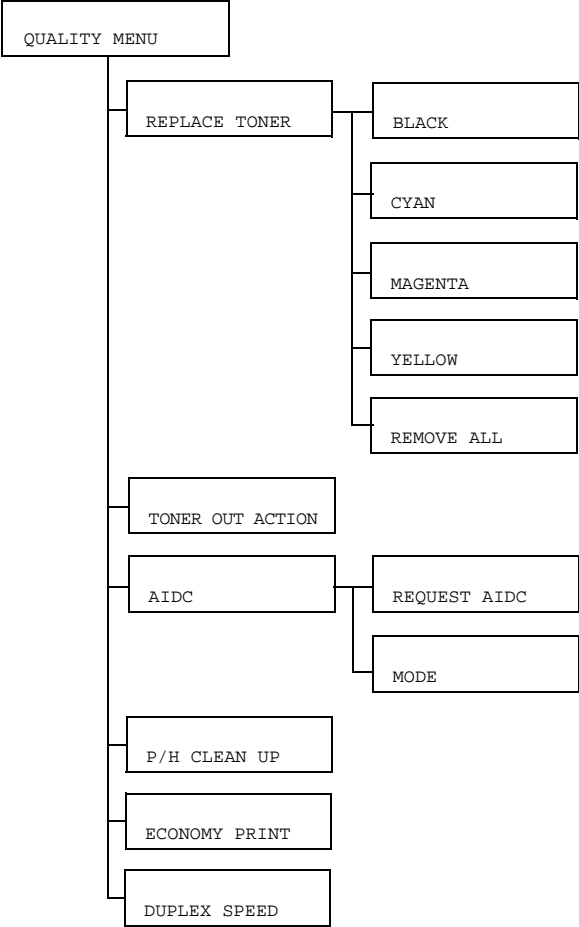 QUALITY MENU
REPLACE TONER
BLACK
CYAN
MAGENTA
YELLOW
REMOVE ALL
TONER OUT ACTION
AIDC
REQUEST AIDC
MODE
P/H CLEAN UP
ECONOMY PRINT
DUPLEX SPEED